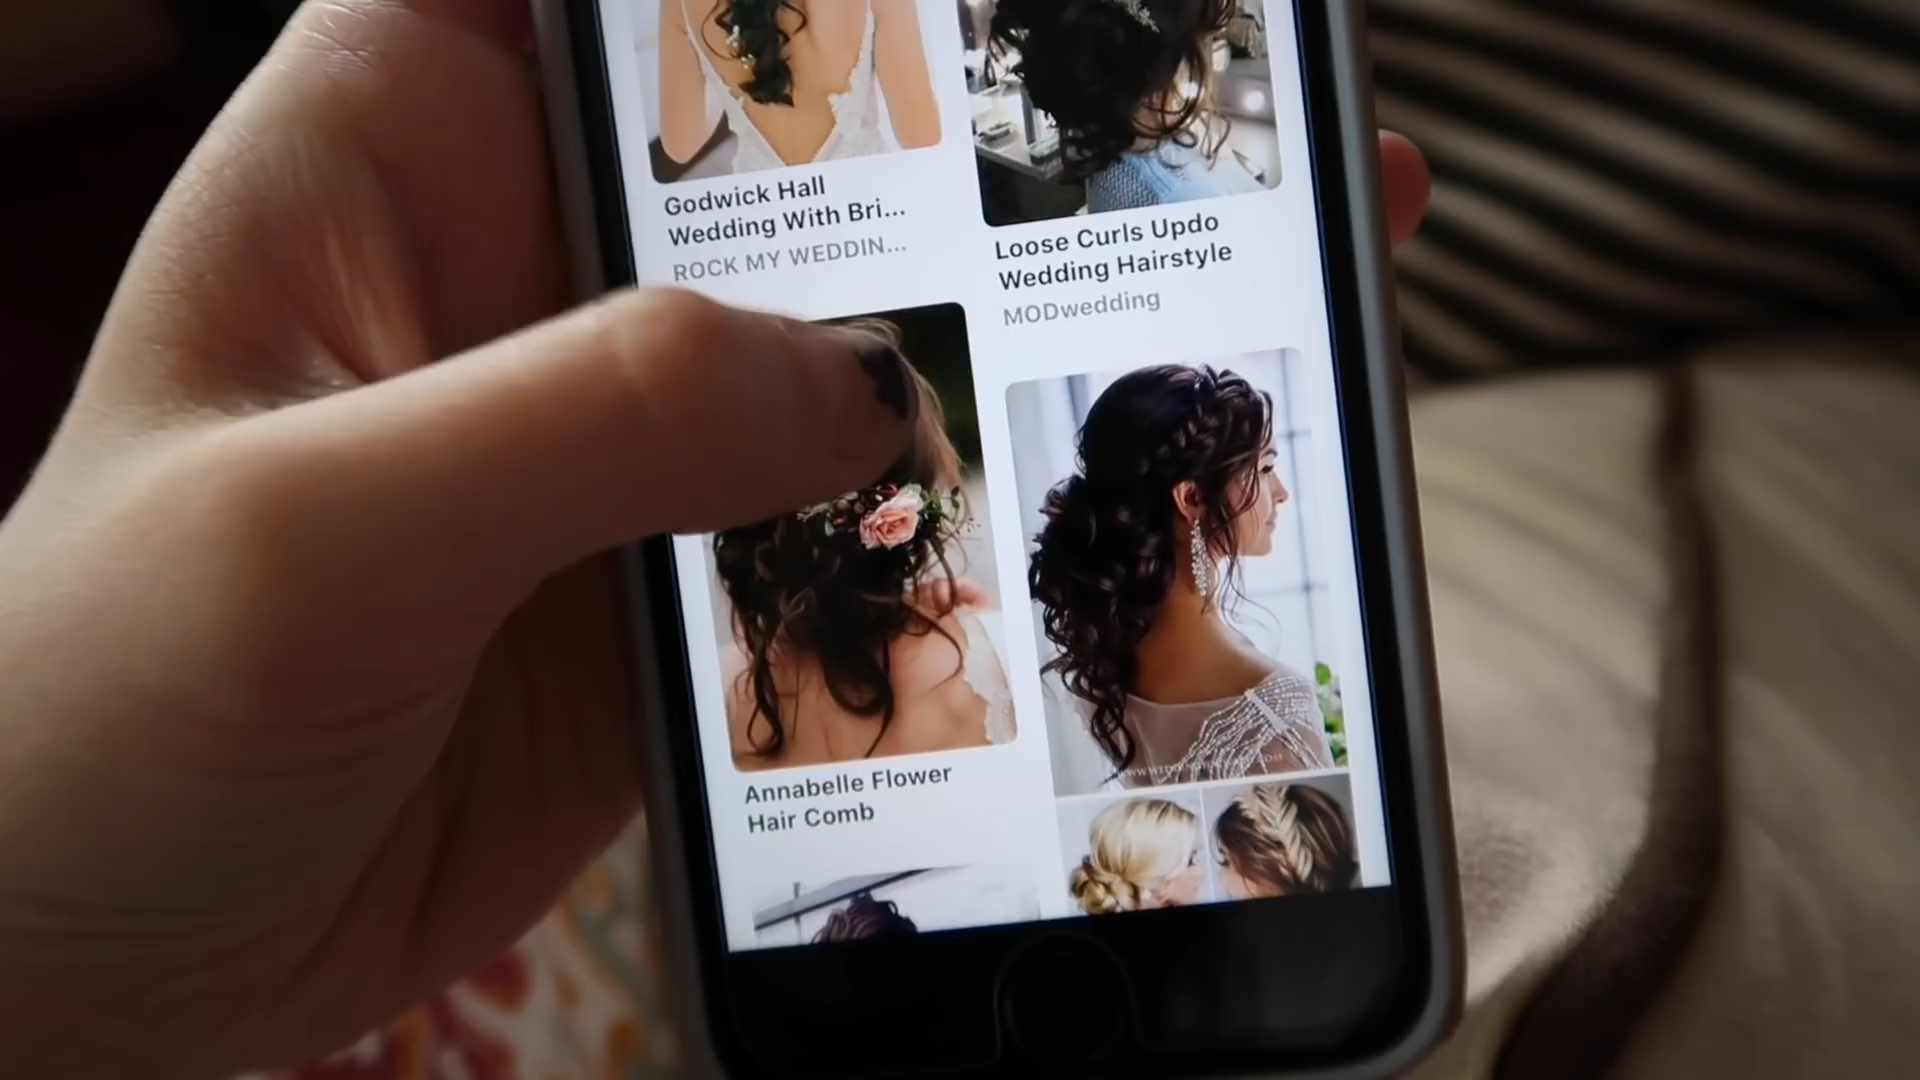 Godwick Hall
Wedding With Bri...
ROCK MY WEDDIN...
Loose Curls Updo
Wedding Hairstyle
MODwedding
Annabelle Flower
Hair Comb